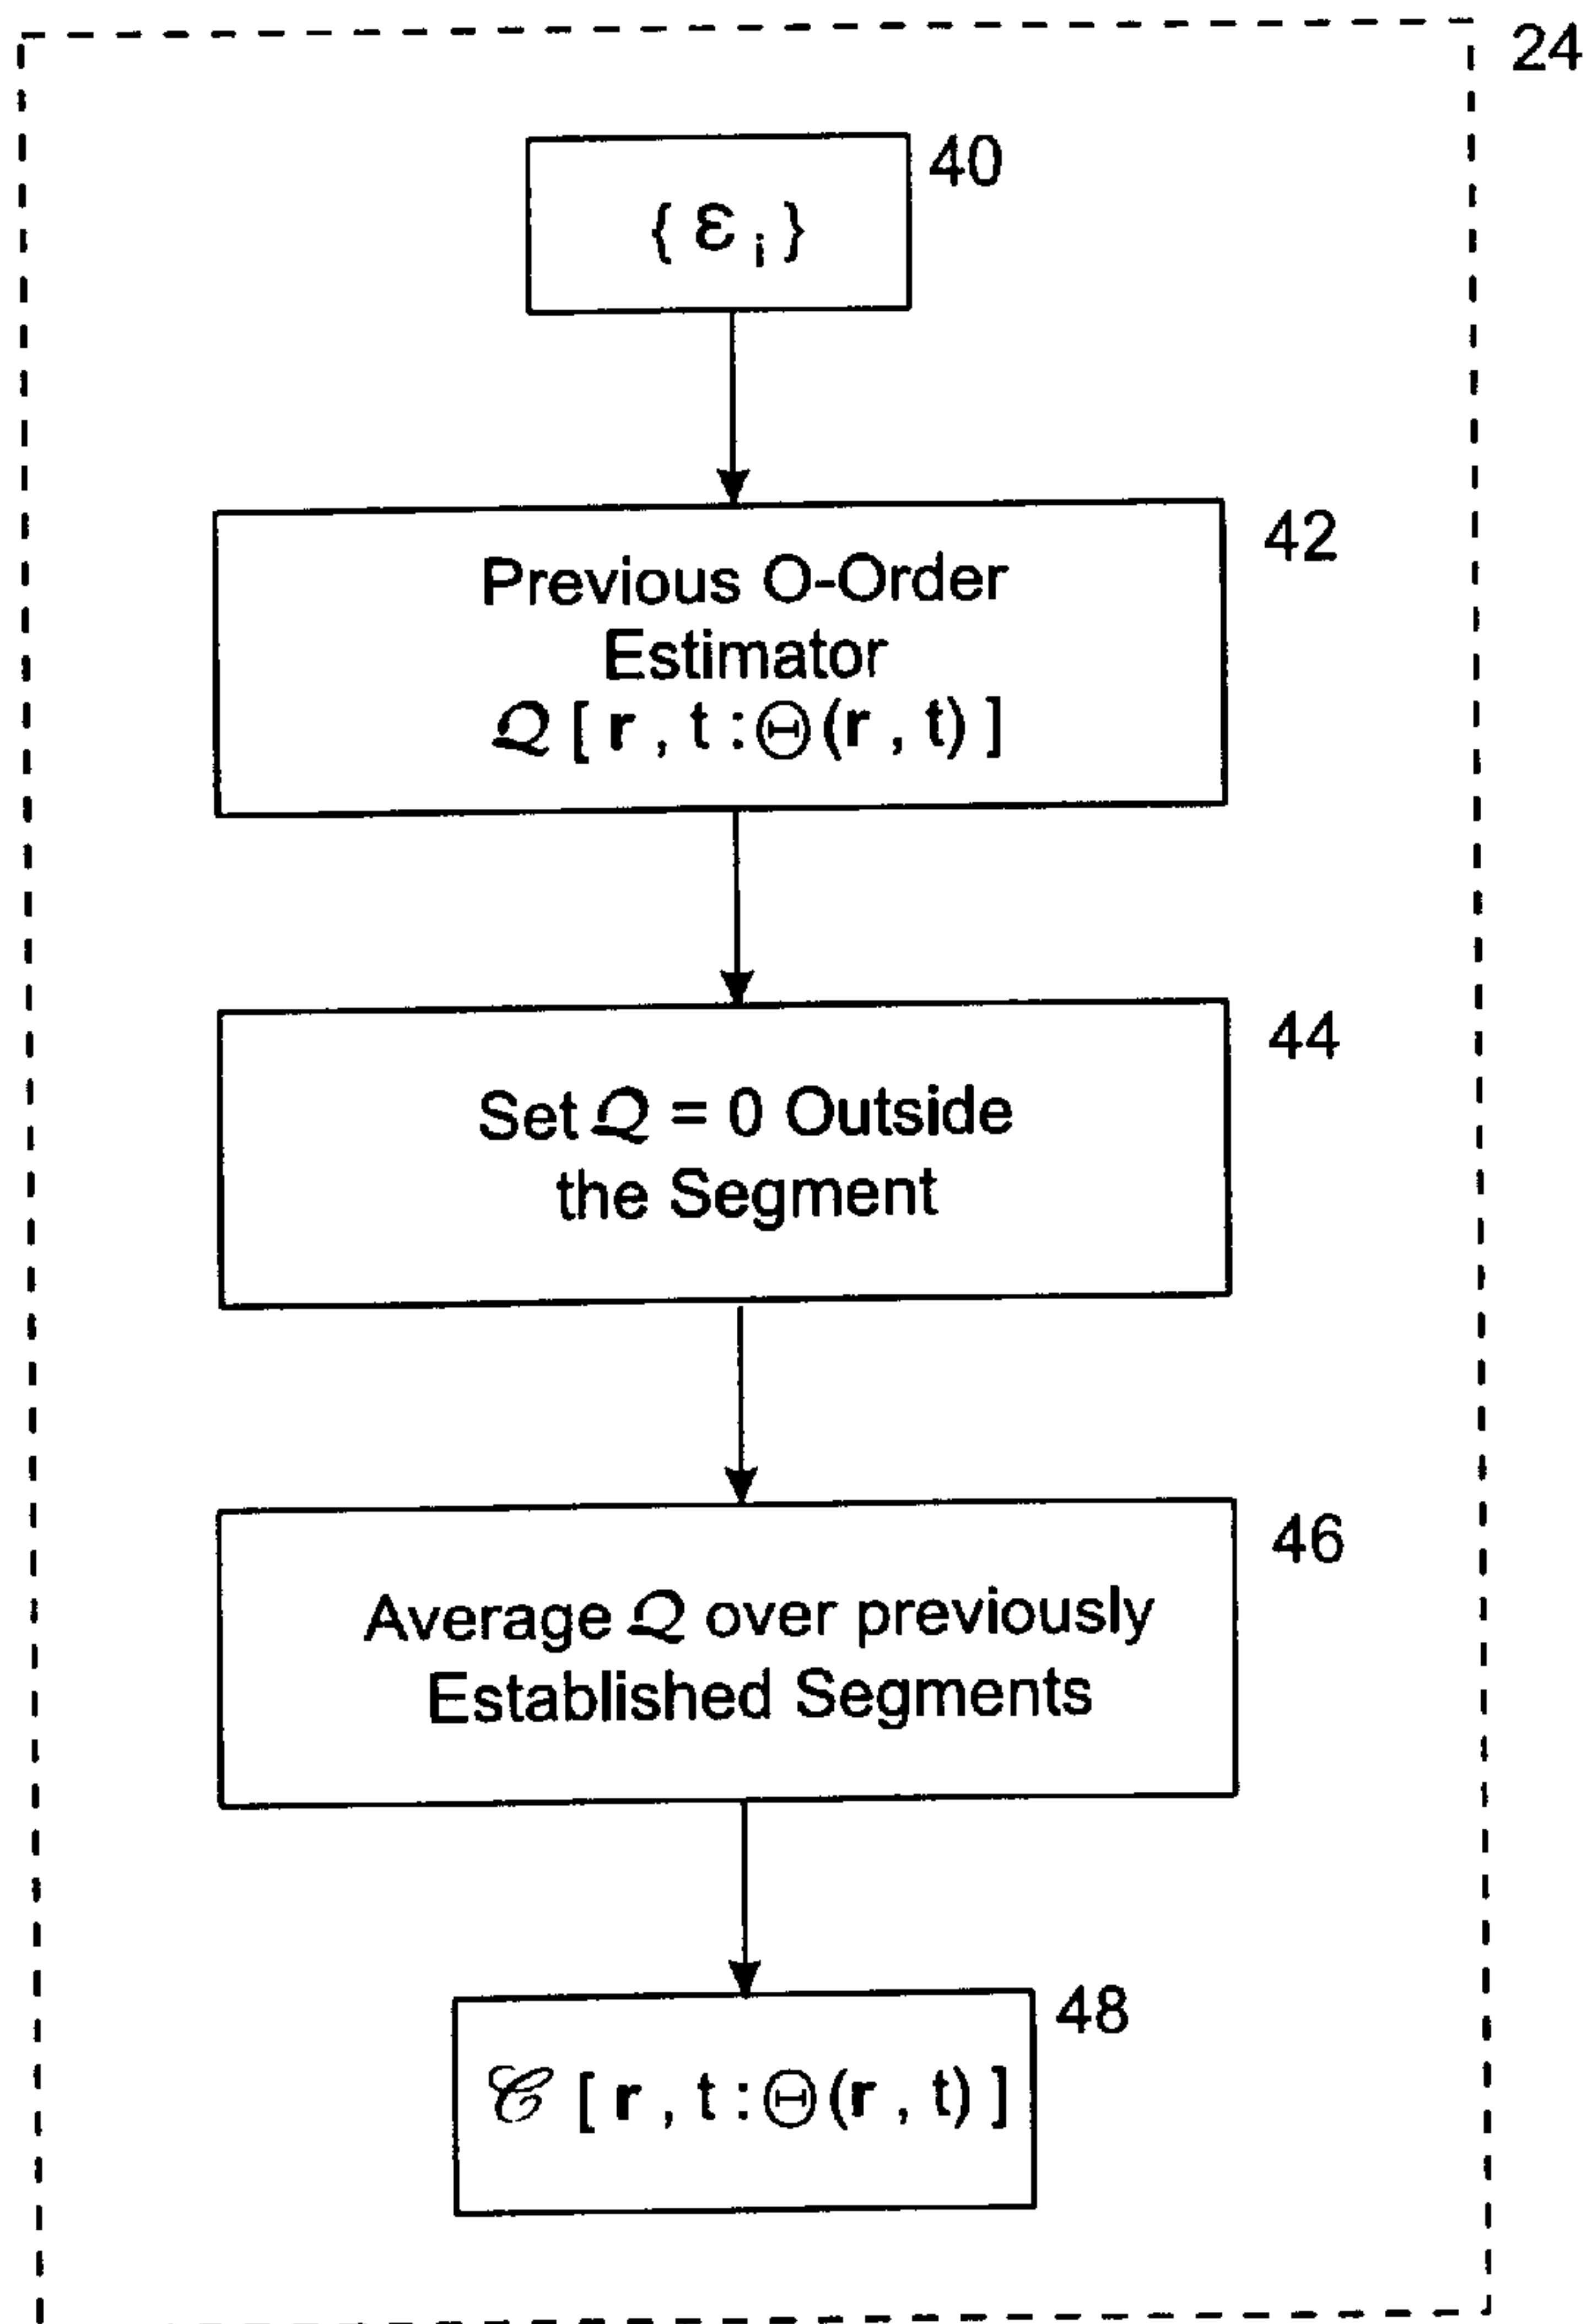 24
40
{ ε i }
42
Previous O-Order
Estimator
𝒬 [ r , t : Θ(r , t) ]
44
Set 𝒬 = 0 Outside
the Segment
46
Average 𝒬 over previously
Established Segments
48
𝒞 [ r , t : Θ(r , t) ]